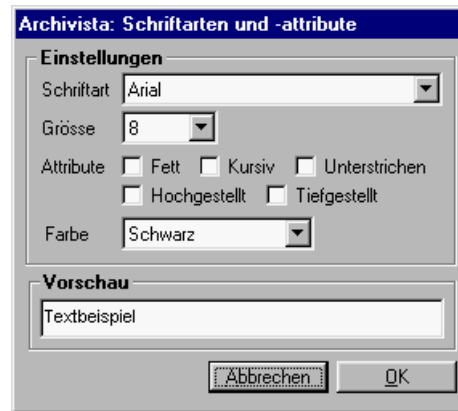 Archivista: Schriftarten und -attribute
Einstellungen
Schriftart Arial
Grösse 8
Attribute Fett Kursiv Unterstrichen
Hochgestellt Tiefgestellt
Farbe Schwarz
Vorschau
Textbeispiel
Abbrechen OK